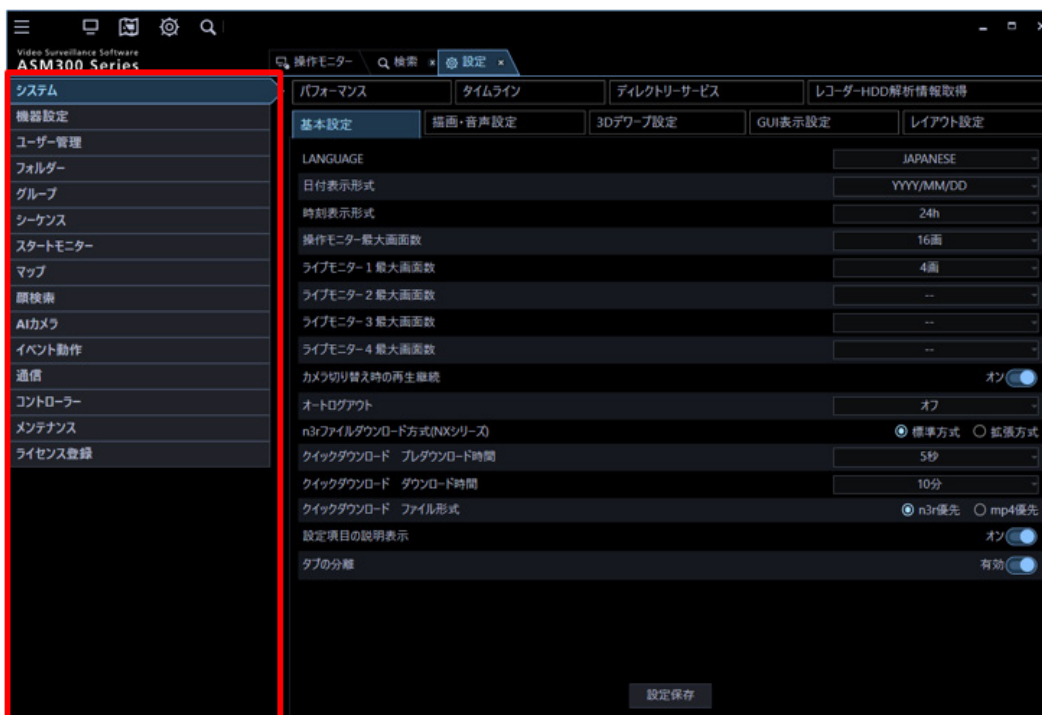 Video Surveillance Software
ASM300 Series
操作モニター 検索 × 設定 ×
システム
機器設定
ユーザー管理
フォルダー
グループ
シーケンス
スタートモニター
マップ
顔検索
AIカメラ
イベント動作
通信
コントローラー
メンテナンス
ライセンス登録
パフォーマンス タイムライン ディレクトリーサービス レコーダーHDD解析情報取得
基本設定 描画・音声設定 3Dデワープ設定 GUI表示設定 レイアウト設定
LANGUAGE JAPANESE
日付表示形式 YYYY/MM/DD
時刻表示形式 24h
操作モニター最大画面数 16画
ライブモニター1最大画面数 4画
ライブモニター2最大画面数 --
ライブモニター3最大画面数 --
ライブモニター4最大画面数 --
カメラ切り替え時の再生継続 オン
オートログアウト オフ
n3rファイルダウンロード方式(NXシリーズ) 標準方式 拡張方式
クイックダウンロード プレダウンロード時間 5秒
クイックダウンロード ダウンロード時間 10分
クイックダウンロード ファイル形式 n3r優先 mp4優先
設定項目の説明表示 オン
タブの分離 有効
設定保存